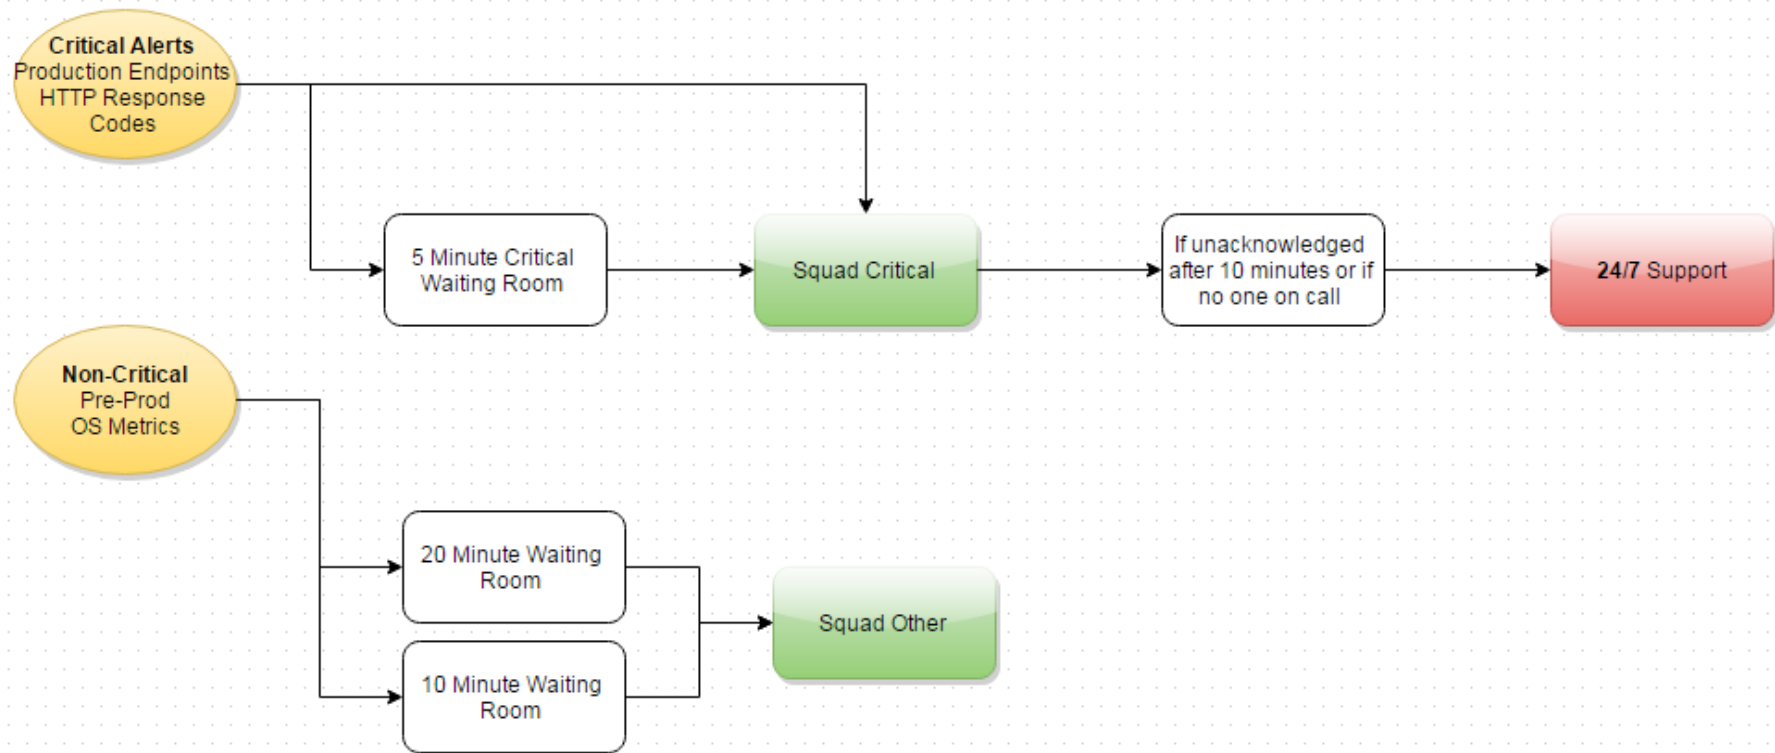 Critical Alerts
Production Endpoints
HTTP Response
Codes
5 Minute Critical
Waiting Room
Squad Critical
If unacknowledged
after 10 minutes or if
no one on call
24/7 Support
Non-Critical
Pre-Prod
OS Metrics
20 Minute Waiting
Room
Squad Other
10 Minute Waiting
Room